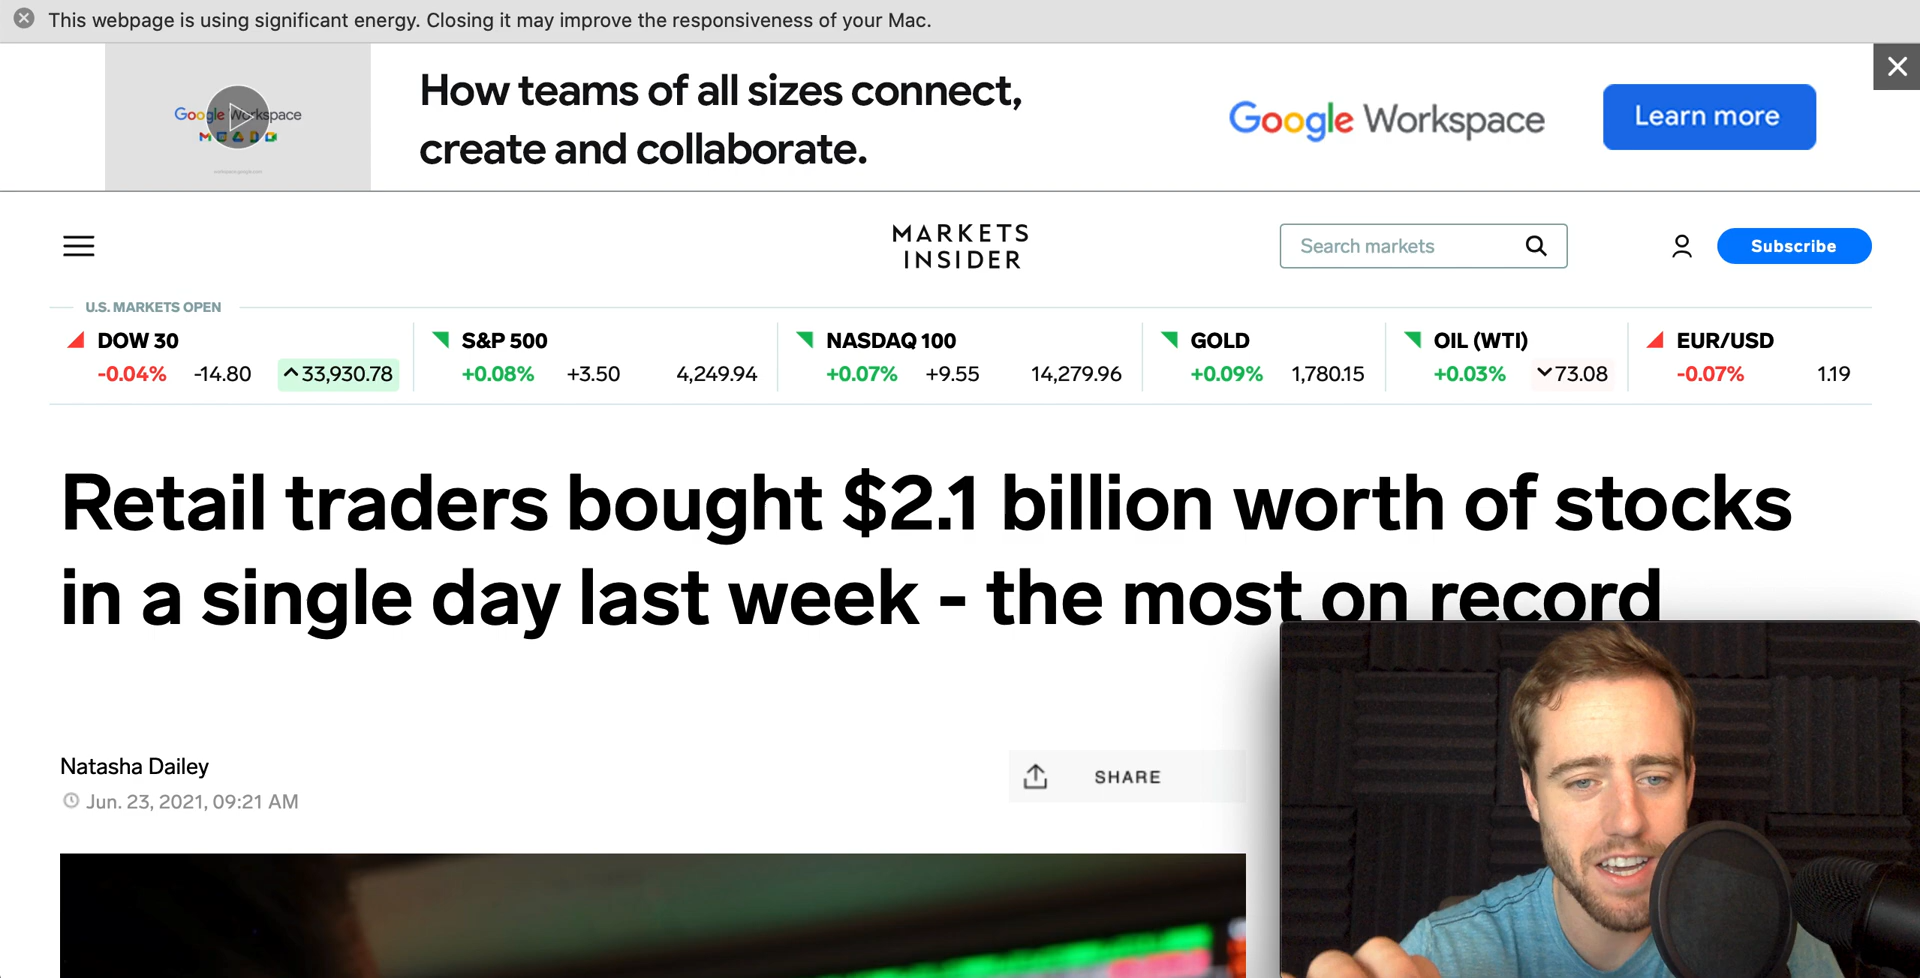 This webpage is using significant energy. Closing it may improve the responsiveness of your Mac.
Google Workspace
How teams of all sizes connect,
create and collaborate.
Google Workspace
Learn more
MARKETS
INSIDER
Search markets
Subscribe
U.S. MARKETS OPEN
DOW 30
-0.04% -14.80 33,930.78
S&P 500
+0.08% +3.50 4,249.94
NASDAQ 100
+0.07% +9.55 14,279.96
GOLD
+0.09% 1,780.15
OIL (WTI)
+0.03% 73.08
EUR/USD
-0.07% 1.19
Retail traders bought $2.1 billion worth of stocks
in a single day last week - the most on record
Natasha Dailey
Jun. 23, 2021, 09:21 AM
SHARE